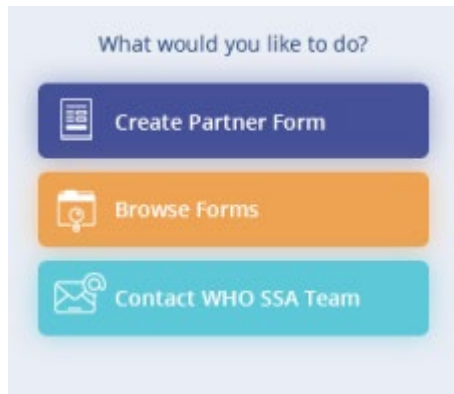 What would you like to do?
Create Partner Form
Browse Forms
Contact WHO SSA Team